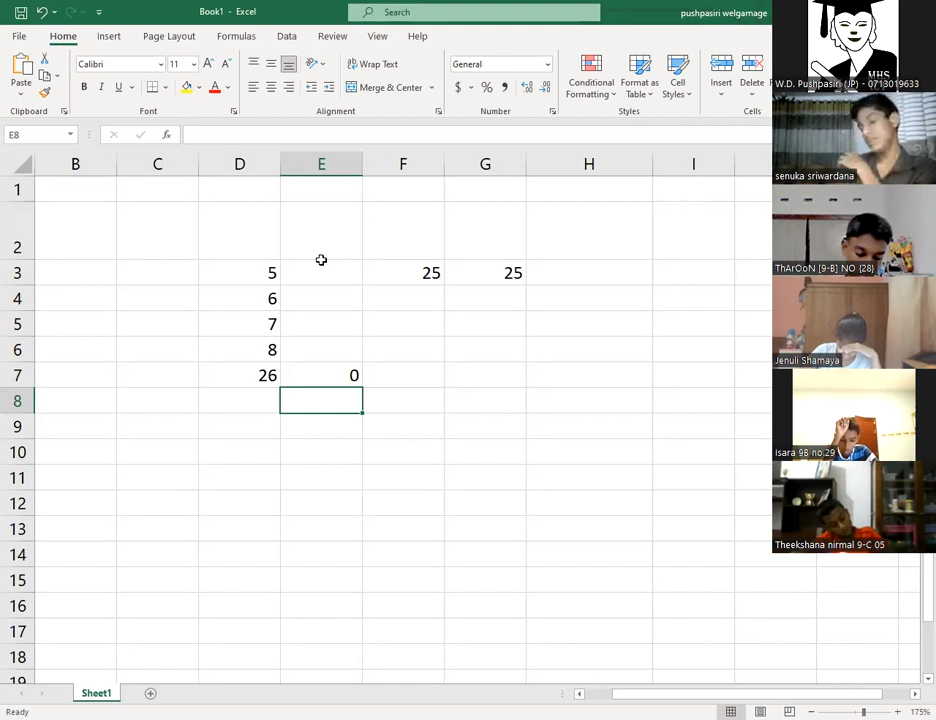 Book1 - Excel
Search
pushpasiri welgamage
File Home Insert Page Layout Formulas Data Review View Help
Paste
Calibri 11 A A
B I U A
Wrap Text
Merge & Center
General
$ % , .00
Conditional Formatting
Format as Table
Cell Styles
Insert
Delete
Clipboard Font Alignment Number Styles Cells
E8 fx
B C D E F G H I
1
2
3 5 25 25
4 6
5 7
6 8
7 26 0
8
9
10
11
12
13
14
15
16
17
18
19
Sheet1
Ready
175%
MHS
W.D. Pushpasiri (JP) - 0713019633
senuka sriwardana
ThArOoN [9-B] NO {28}
Jenuli Shamaya
Isara 9B no.29
Theekshana nirmal 9-C 05